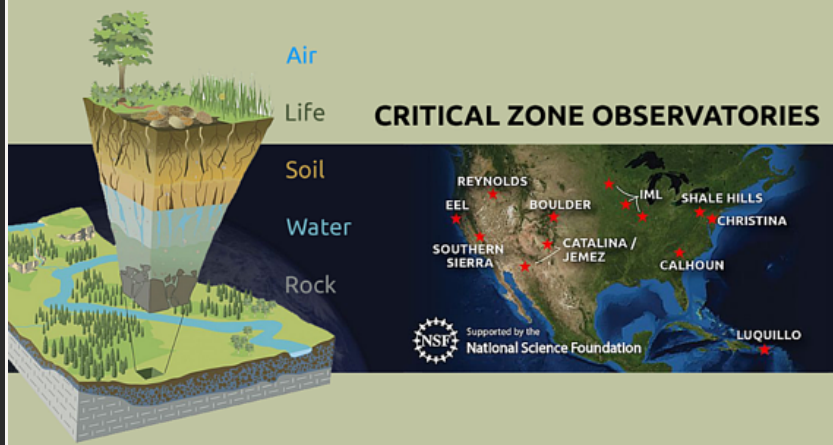 Air
Life
Soil
Water
Rock
CRITICAL ZONE OBSERVATORIES
REYNOLDS
EEL
BOULDER
IML
SHALE HILLS
CHRISTINA
SOUTHERN
SIERRA
CATALINA /
JEMEZ
CALHOUN
LUQUILLO
NSF
Supported by the
National Science Foundation